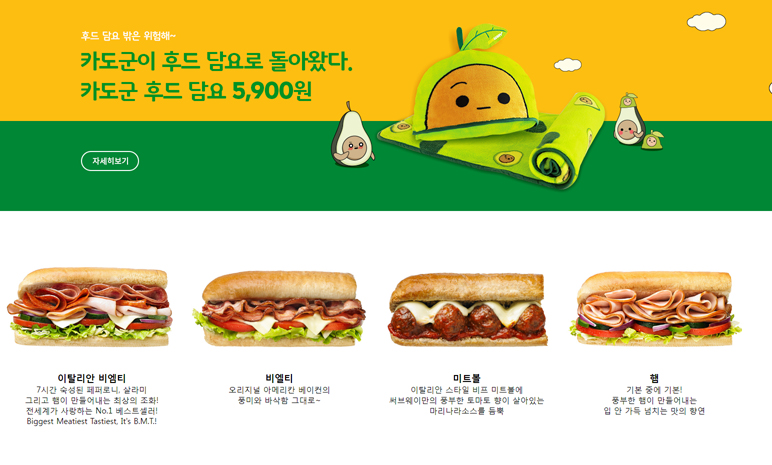 후드 담요 밖은 위험해~
카도군이 후드 담요로 돌아왔다.
카도군 후드 담요 5,900원
자세히보기
이탈리안 비엠티
7시간 숙성된 페퍼로니, 살라미
그리고 햄이 만들어내는 최상의 조화!
전세계가 사랑하는 No.1 베스트셀러!
Biggest Meatiest Tastiest, It's B.M.T.!
비엘티
오리지널 아메리칸 베이컨의
풍미와 바삭함 그대로~
미트볼
이탈리안 스타일 비프 미트볼에
써브웨이만의 풍부한 토마토 향이 살아있는
마리나라소스를 듬뿍
햄
기본 중에 기본!
풍부한 햄이 만들어내는
입 안 가득 넘치는 맛의 향연